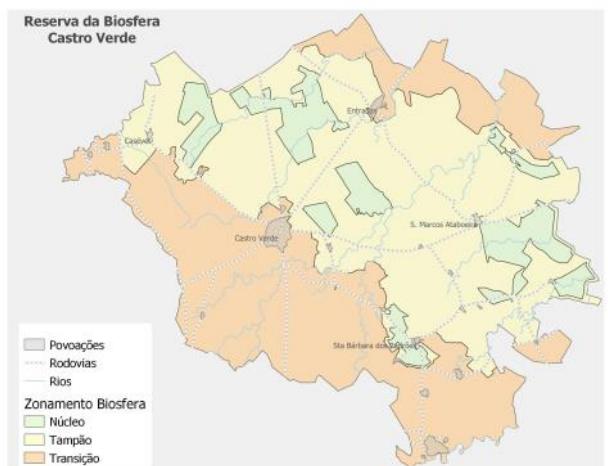 Reserva da Biosfera
Castro Verde
Entradas
Casével
S. Marcos Ataboeira
Castro Verde
Sta Bárbara dos Padrões
Povoações
Rodovias
Rios
Zonamento Biosfera
Núcleo
Tampão
Transição